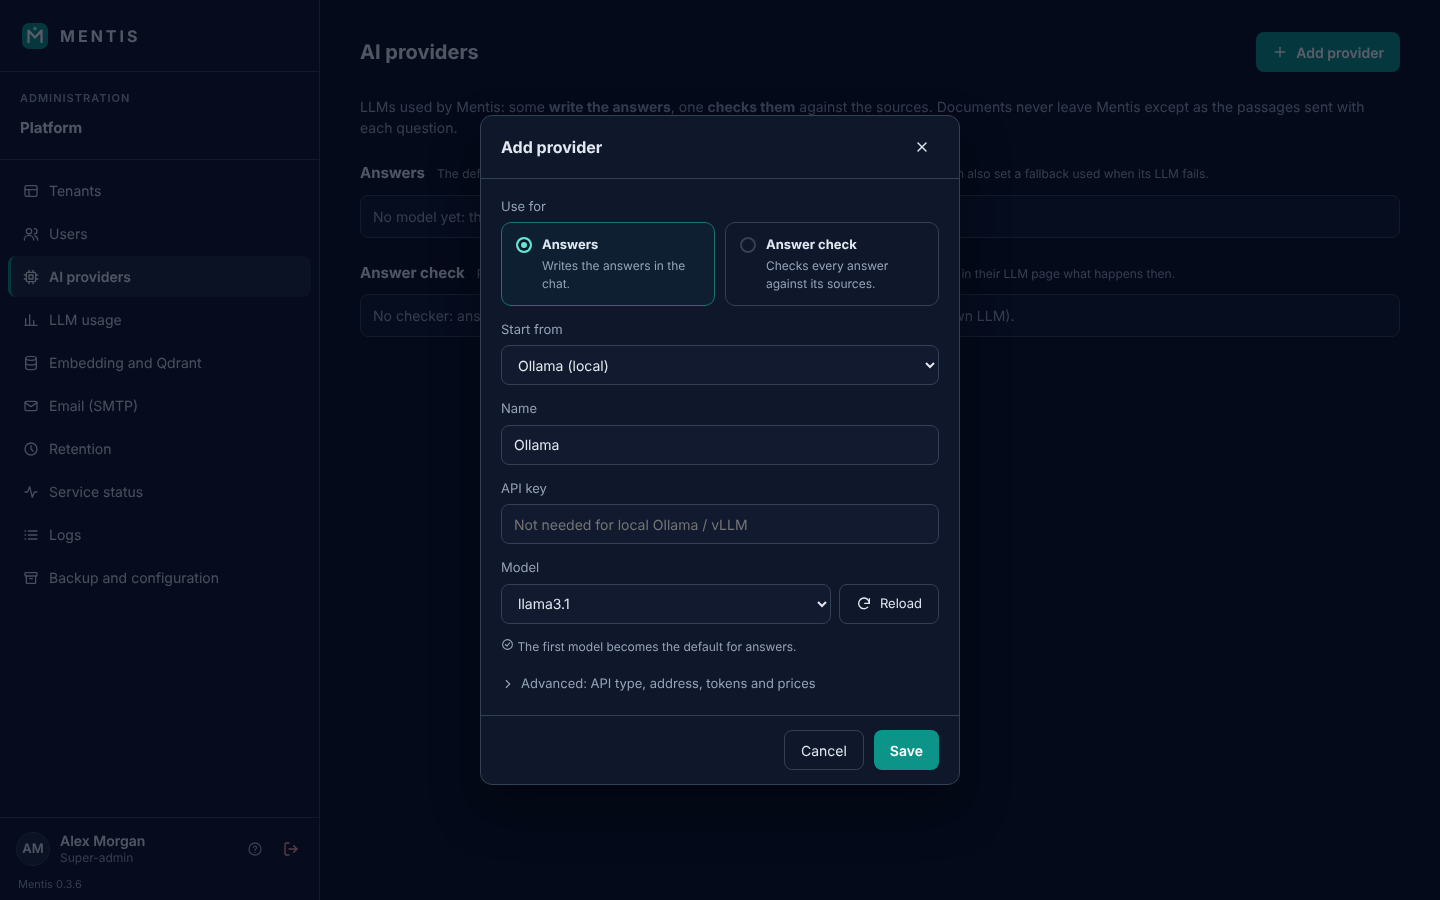 MENTIS
ADMINISTRATION
Platform
Tenants
Users
AI providers
LLM usage
Embedding and Qdrant
Email (SMTP)
Retention
Service status
Logs
Backup and configuration
AM
Alex Morgan
Super-admin
Mentis 0.3.6
AI providers
Add provider
LLMs used by Mentis: some write the answers, one checks them against the sources. Documents never leave Mentis except as the passages sent with
each question.
Answers The def
also set a fallback used when its LLM fails.
No model yet: th
Answer check
in their LLM page what happens then.
No checker: ans
wn LLM).
Add provider
Use for
Answers
Writes the answers in the
chat.
Answer check
Checks every answer
against its sources.
Start from
Ollama (local)
Name
Ollama
API key
Not needed for local Ollama / vLLM
Model
llama3.1
Reload
The first model becomes the default for answers.
Advanced: API type, address, tokens and prices
Cancel
Save